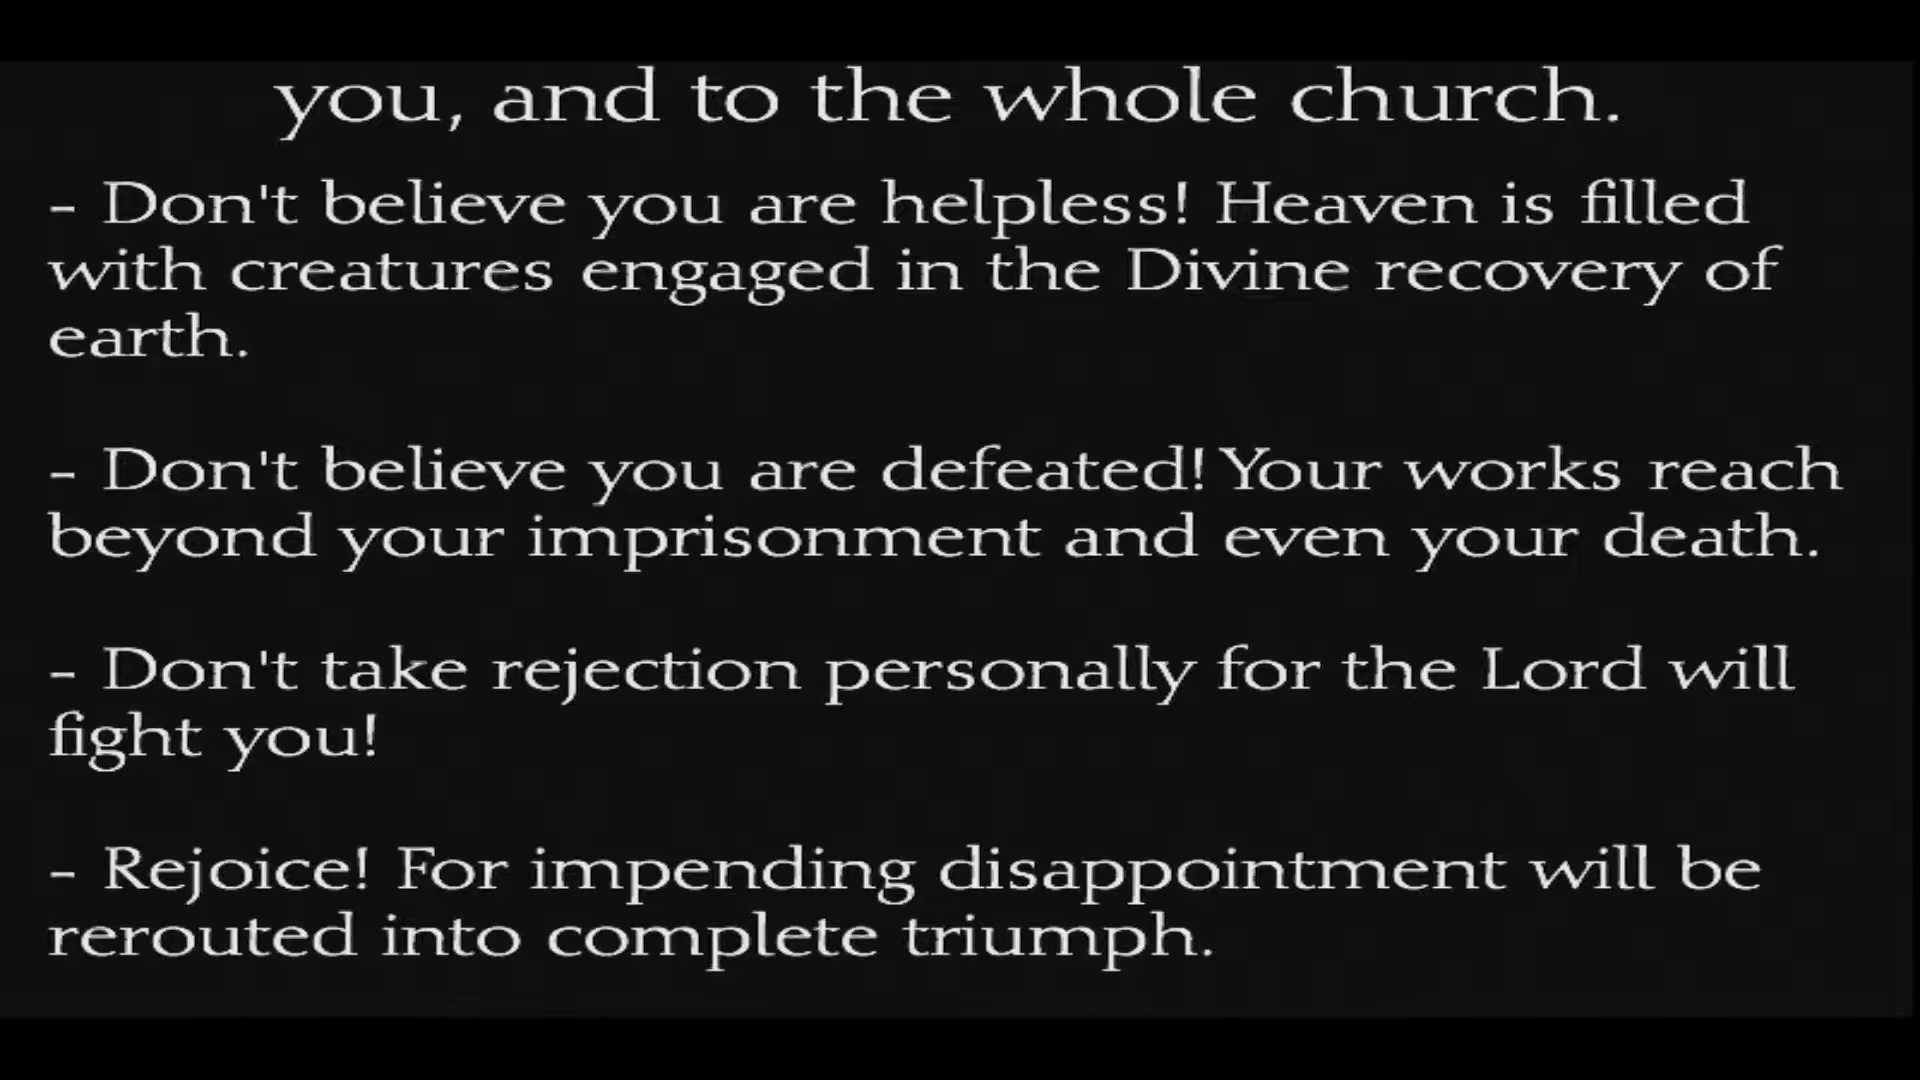 you, and to the whole church.
- Don't believe you are helpless! Heaven is filled
with creatures engaged in the Divine recovery of
earth.
- Don't believe you are defeated! Your works reach
beyond your imprisonment and even your death.
- Don't take rejection personally for the Lord will
fight you!
- Rejoice! For impending disappointment will be
rerouted into complete triumph.